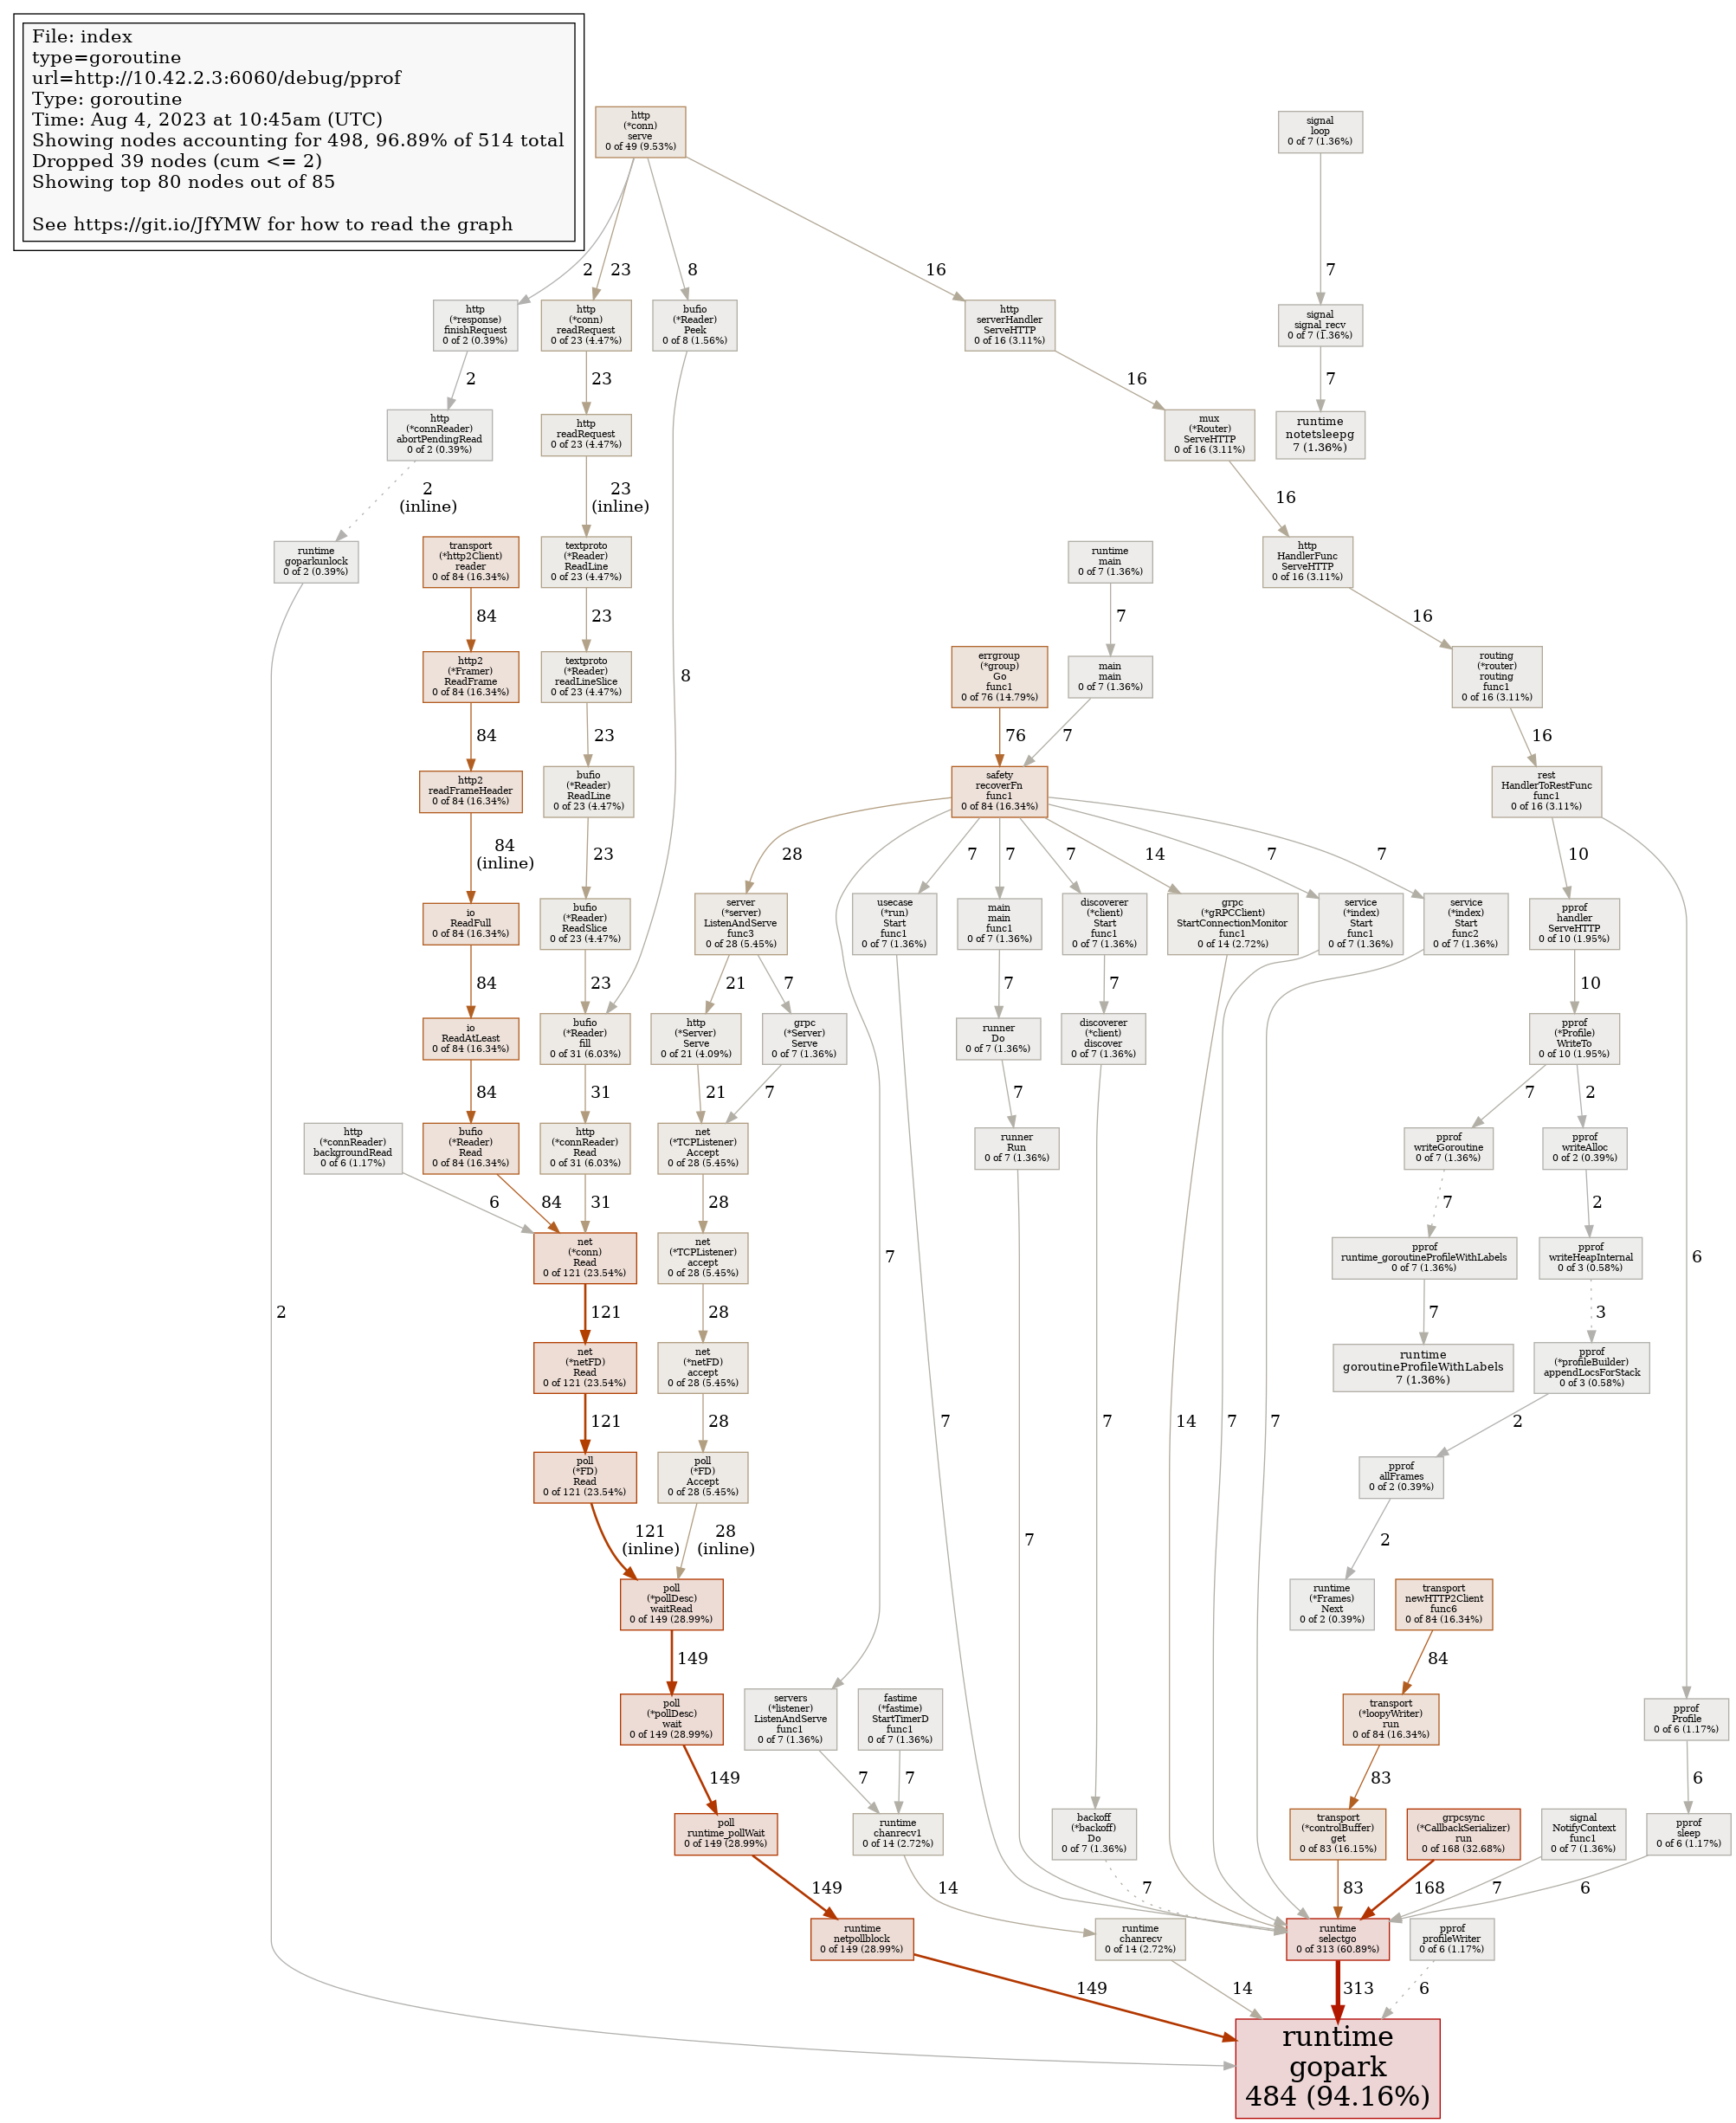 File: index
type=goroutine
url=http://10.42.2.3:6060/debug/pprof
Type: goroutine
Time: Aug 4, 2023 at 10:45am (UTC)
Showing nodes accounting for 498, 96.89% of 514 total
Dropped 39 nodes (cum <= 2)
Showing top 80 nodes out of 85
See https://git.io/JfYMW for how to read the graph
http
(*conn)
serve
0 of 49 (9.53%)
signal
loop
0 of 7 (1.36%)
2
23
8
16
7
http
(*response)
finishRequest
0 of 2 (0.39%)
http
(*conn)
readRequest
0 of 23 (4.47%)
bufio
(*Reader)
Peek
0 of 8 (1.56%)
http
serverHandler
ServeHTTP
0 of 16 (3.11%)
signal
signal_recv
0 of 7 (1.36%)
2
23
16
7
http
(*connReader)
abortPendingRead
0 of 2 (0.39%)
http
readRequest
0 of 23 (4.47%)
mux
(*Router)
ServeHTTP
0 of 16 (3.11%)
runtime
notetsleepg
7 (1.36%)
2
(inline)
23
(inline)
16
runtime
goparkunlock
0 of 2 (0.39%)
transport
(*http2Client)
reader
0 of 84 (16.34%)
textproto
(*Reader)
ReadLine
0 of 23 (4.47%)
runtime
main
0 of 7 (1.36%)
http
HandlerFunc
ServeHTTP
0 of 16 (3.11%)
84
23
7
16
http2
(*Framer)
ReadFrame
0 of 84 (16.34%)
textproto
(*Reader)
readLineSlice
0 of 23 (4.47%)
8
errgroup
(*group)
Go
func1
0 of 76 (14.79%)
main
main
0 of 7 (1.36%)
routing
(*router)
routing
func1
0 of 16 (3.11%)
84
23
76
7
16
http2
readFrameHeader
0 of 84 (16.34%)
bufio
(*Reader)
ReadLine
0 of 23 (4.47%)
safety
recoverFn
func1
0 of 84 (16.34%)
rest
HandlerToRestFunc
func1
0 of 16 (3.11%)
84
(inline)
23
28
7
7
7
14
7
7
10
io
ReadFull
0 of 84 (16.34%)
bufio
(*Reader)
ReadSlice
0 of 23 (4.47%)
server
(*server)
ListenAndServe
func3
0 of 28 (5.45%)
usecase
(*run)
Start
func1
0 of 7 (1.36%)
main
main
func1
0 of 7 (1.36%)
discoverer
(*client)
Start
func1
0 of 7 (1.36%)
grpc
(*gRPCClient)
StartConnectionMonitor
func1
0 of 14 (2.72%)
service
(*index)
Start
func1
0 of 7 (1.36%)
service
(*index)
Start
func2
0 of 7 (1.36%)
pprof
handler
ServeHTTP
0 of 10 (1.95%)
84
23
21
7
7
7
10
io
ReadAtLeast
0 of 84 (16.34%)
bufio
(*Reader)
fill
0 of 31 (6.03%)
http
(*Server)
Serve
0 of 21 (4.09%)
grpc
(*Server)
Serve
0 of 7 (1.36%)
runner
Do
0 of 7 (1.36%)
discoverer
(*client)
discover
0 of 7 (1.36%)
pprof
(*Profile)
WriteTo
0 of 10 (1.95%)
84
31
21
7
7
7
2
http
(*connReader)
backgroundRead
0 of 6 (1.17%)
bufio
(*Reader)
Read
0 of 84 (16.34%)
http
(*connReader)
Read
0 of 31 (6.03%)
net
(*TCPListener)
Accept
0 of 28 (5.45%)
runner
Run
0 of 7 (1.36%)
pprof
writeGoroutine
0 of 7 (1.36%)
pprof
writeAlloc
0 of 2 (0.39%)
6
84
31
28
7
2
net
(*conn)
Read
0 of 121 (23.54%)
net
(*TCPListener)
accept
0 of 28 (5.45%)
7
pprof
runtime_goroutineProfileWithLabels
0 of 7 (1.36%)
pprof
writeHeapInternal
0 of 3 (0.58%)
6
2
121
28
7
3
net
(*netFD)
Read
0 of 121 (23.54%)
net
(*netFD)
accept
0 of 28 (5.45%)
runtime
goroutineProfileWithLabels
7 (1.36%)
pprof
(*profileBuilder)
appendLocsForStack
0 of 3 (0.58%)
121
28
7
7
14
7
7
2
poll
(*FD)
Read
0 of 121 (23.54%)
poll
(*FD)
Accept
0 of 28 (5.45%)
pprof
allFrames
0 of 2 (0.39%)
121
(inline)
28
(inline)
7
2
poll
(*pollDesc)
waitRead
0 of 149 (28.99%)
runtime
(*Frames)
Next
0 of 2 (0.39%)
transport
newHTTP2Client
func6
0 of 84 (16.34%)
149
84
poll
(*pollDesc)
wait
0 of 149 (28.99%)
servers
(*listener)
ListenAndServe
func1
0 of 7 (1.36%)
fastime
(*fastime)
StartTimerD
func1
0 of 7 (1.36%)
transport
(*loopyWriter)
run
0 of 84 (16.34%)
pprof
Profile
0 of 6 (1.17%)
149
7
7
83
6
poll
runtime_pollWait
0 of 149 (28.99%)
runtime
chanrecv1
0 of 14 (2.72%)
backoff
(*backoff)
Do
0 of 7 (1.36%)
transport
(*controlBuffer)
get
0 of 83 (16.15%)
grpcsync
(*CallbackSerializer)
run
0 of 168 (32.68%)
signal
NotifyContext
func1
0 of 7 (1.36%)
pprof
sleep
0 of 6 (1.17%)
149
14
7
83
168
7
6
runtime
netpollblock
0 of 149 (28.99%)
runtime
chanrecv
0 of 14 (2.72%)
runtime
selectgo
0 of 313 (60.89%)
pprof
profileWriter
0 of 6 (1.17%)
149
14
313
6
runtime
gopark
484 (94.16%)